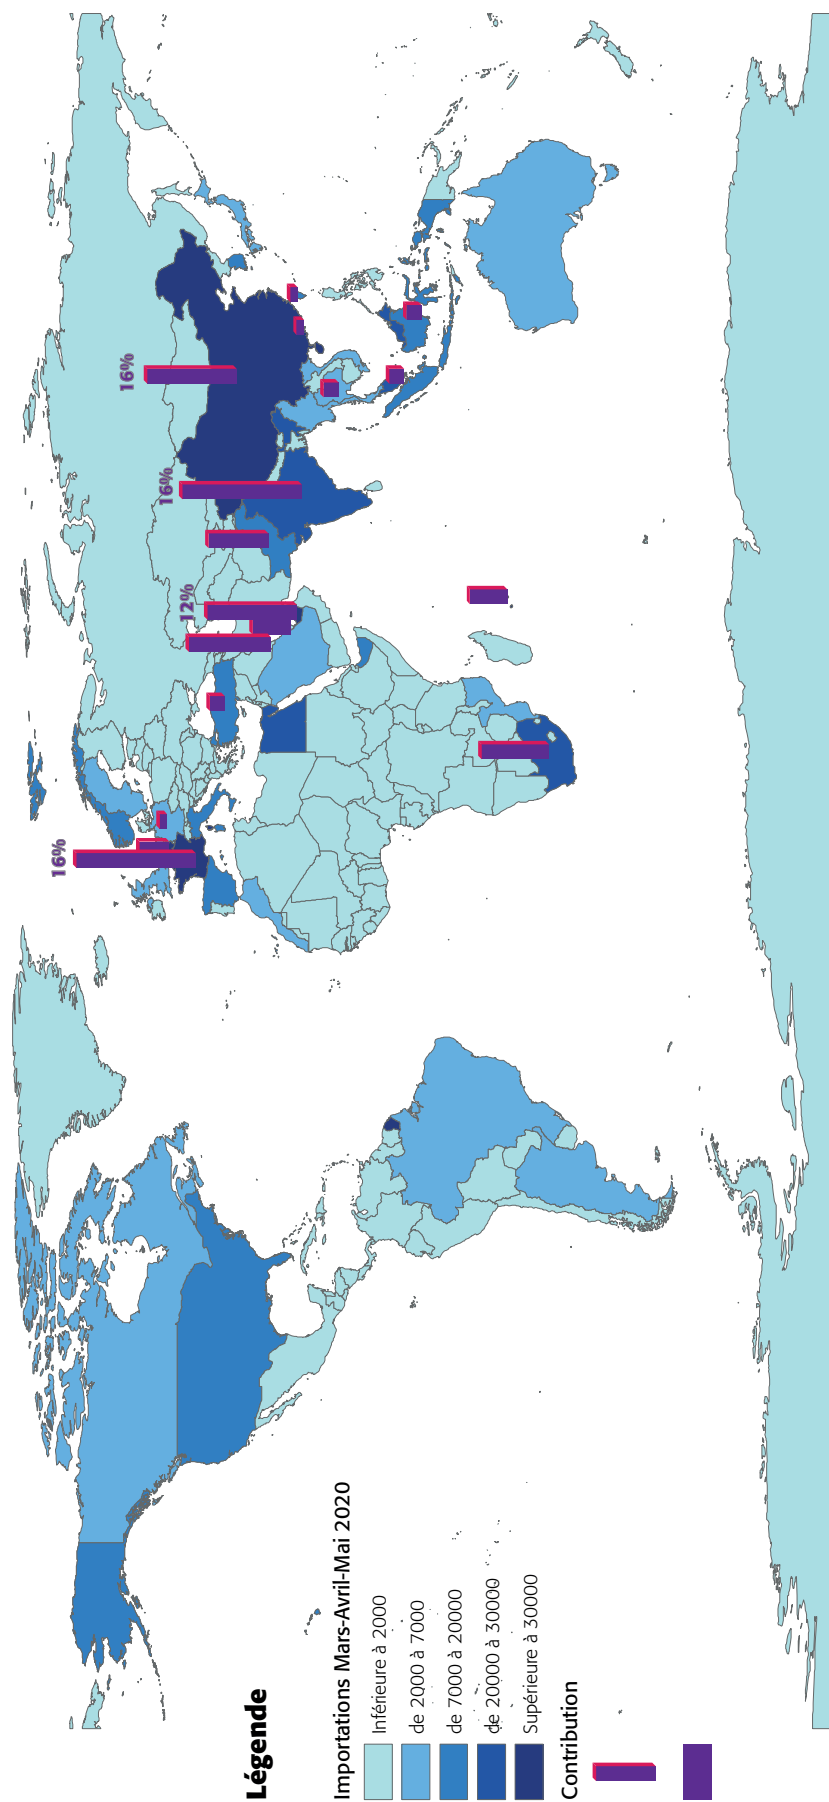 16%
16%
12%
16%
Légende
Importations Mars-Avril-Mai 2020
Inférieure à 2000
de 2000 à 7000
de 7000 à 20000
de 20000 à 30000
Supérieure à 30000
Contribution